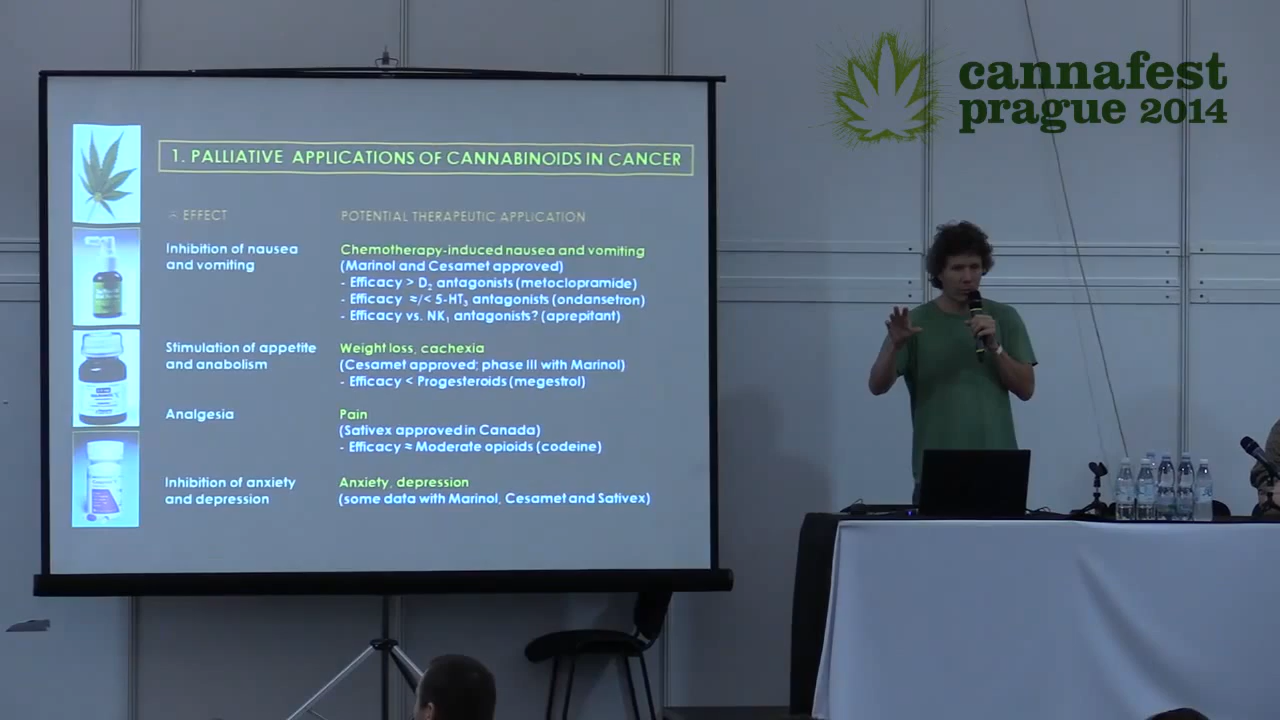 cannafest
prague 2014
1. PALLIATIVE APPLICATIONS OF CANNABINOIDS IN CANCER
EFFECT
POTENTIAL THERAPEUTIC APPLICATION
Inhibition of nausea
and vomiting
Chemotherapy-induced nausea and vomiting
(Marinol and Cesamet approved)
- Efficacy > D₂ antagonists (metoclopramide)
- Efficacy ≈/< 5-HT₃ antagonists (ondansetron)
- Efficacy vs. NK₁ antagonists? (aprepitant)
Stimulation of appetite
and anabolism
Weight loss, cachexia
(Cesamet approved; phase III with Marinol)
- Efficacy < Progesteroids (megestrol)
Analgesia
Pain
(Sativex approved in Canada)
- Efficacy ≈ Moderate opioids (codeine)
Inhibition of anxiety
and depression
Anxiety, depression
(some data with Marinol, Cesamet and Sativex)